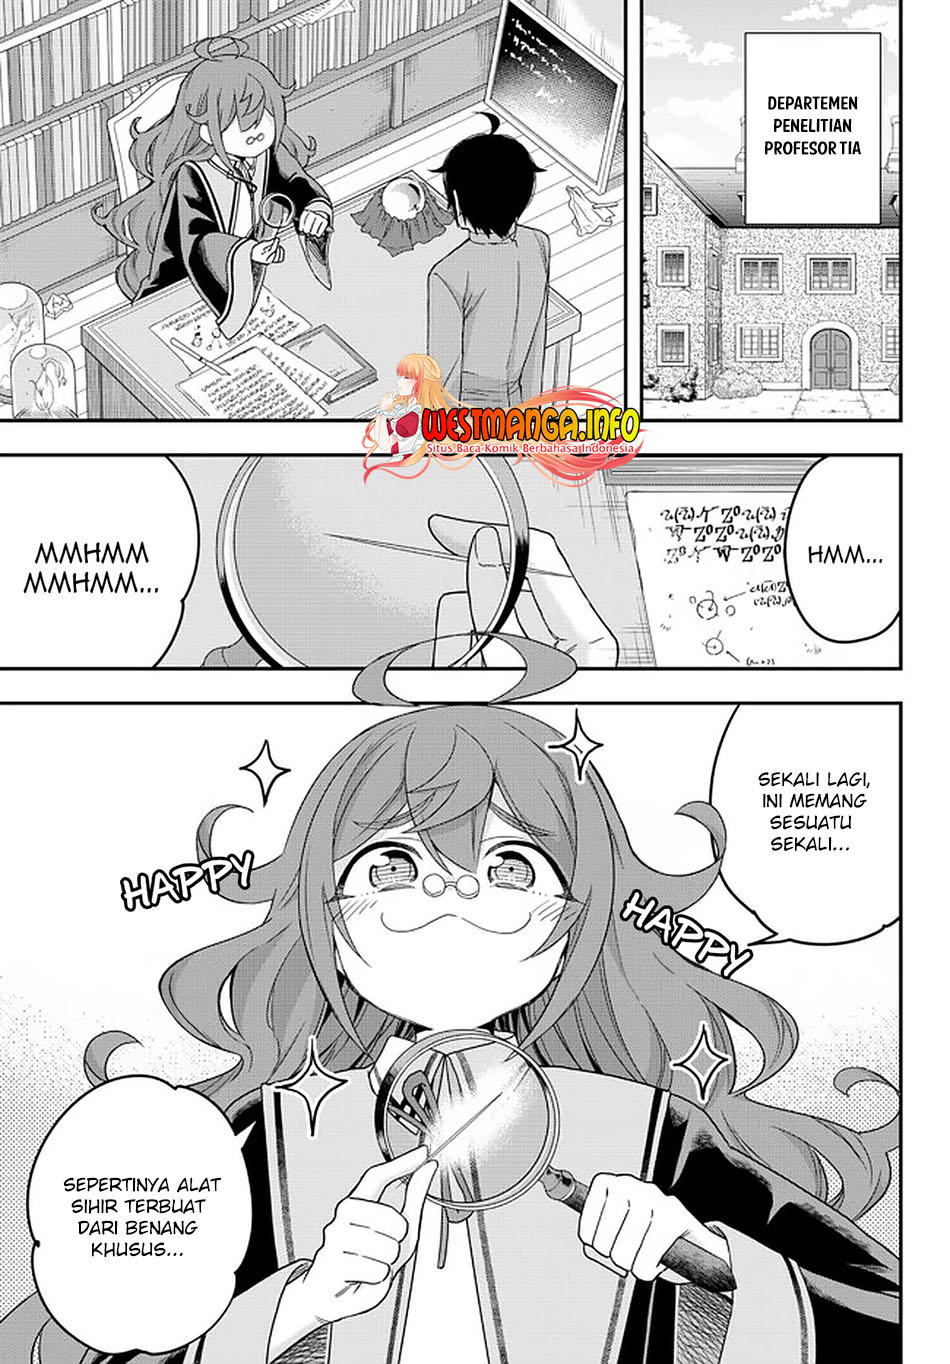 DEPARTEMEN
PENELITIAN
PROFESOR TIA
WESTMANGA.INFO
Situs Baca Komik Berbahasa Indonesia
HMM...
MMHMM
MMHMM...
SEKALI LAGI,
INI MEMANG
SESUATU
SEKALI...
HAPPY
HAPPY
SEPERTINYA ALAT
SIHIR TERBUAT
DARI BENANG
KHUSUS...